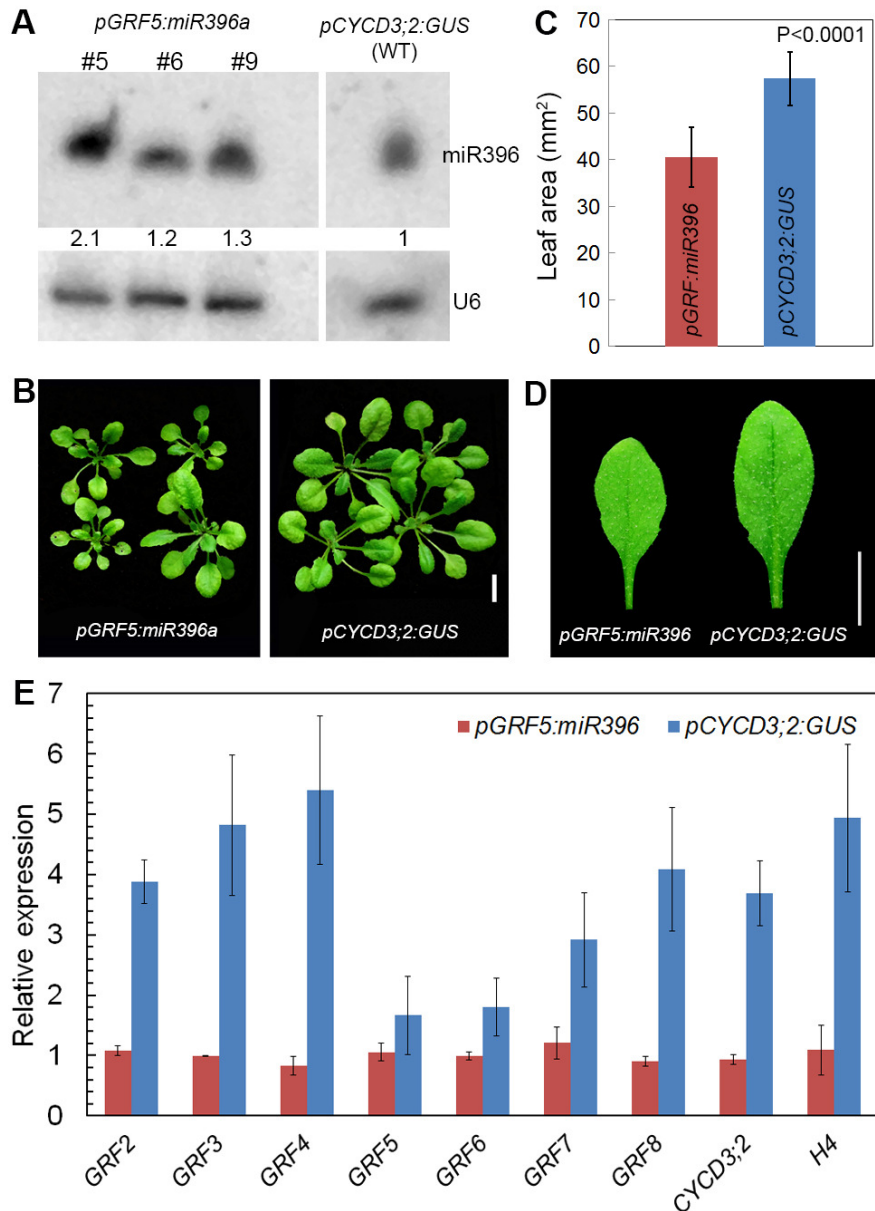 A
pGRF5:miR396a
pCYCD3;2:GUS
(WT)
#5 #6 #9
miR396
2.1 1.2 1.3 1
U6
C
70
60
50
40
30
20
10
0
Leaf area (mm²)
P<0.0001
pGRF:miR396
pCYCD3;2:GUS
B
pGRF5:miR396a
pCYCD3;2:GUS
D
pGRF5:miR396
pCYCD3;2:GUS
E
7
6
5
4
3
2
1
0
Relative expression
pGRF5:miR396 pCYCD3;2:GUS
GRF2 GRF3 GRF4 GRF5 GRF6 GRF7 GRF8 CYCD3;2 H4